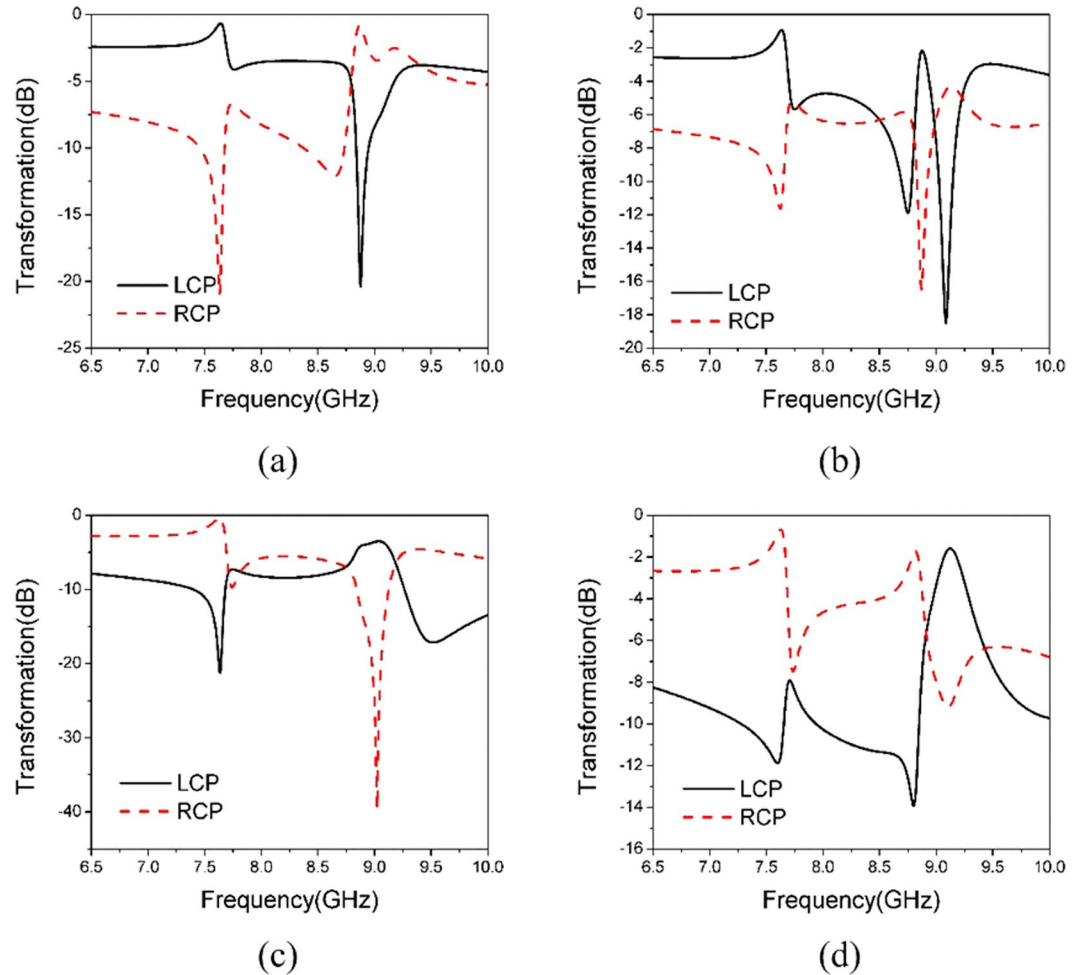 0
-5
-10
-15
-20
-25
Transformation(dB)
LCP
RCP
6.5 7.0 7.5 8.0 8.5 9.0 9.5 10.0
Frequency(GHz)
(a)
0
-2
-4
-6
-8
-10
-12
-14
-16
-18
-20
Transformation(dB)
LCP
RCP
6.5 7.0 7.5 8.0 8.5 9.0 9.5 10.0
Frequency(GHz)
(b)
0
-10
-20
-30
-40
Transformation(dB)
LCP
RCP
6.5 7.0 7.5 8.0 8.5 9.0 9.5 10.0
Frequency(GHz)
(c)
0
-2
-4
-6
-8
-10
-12
-14
-16
Transformation(dB)
LCP
RCP
6.5 7.0 7.5 8.0 8.5 9.0 9.5 10.0
Frequency(GHz)
(d)